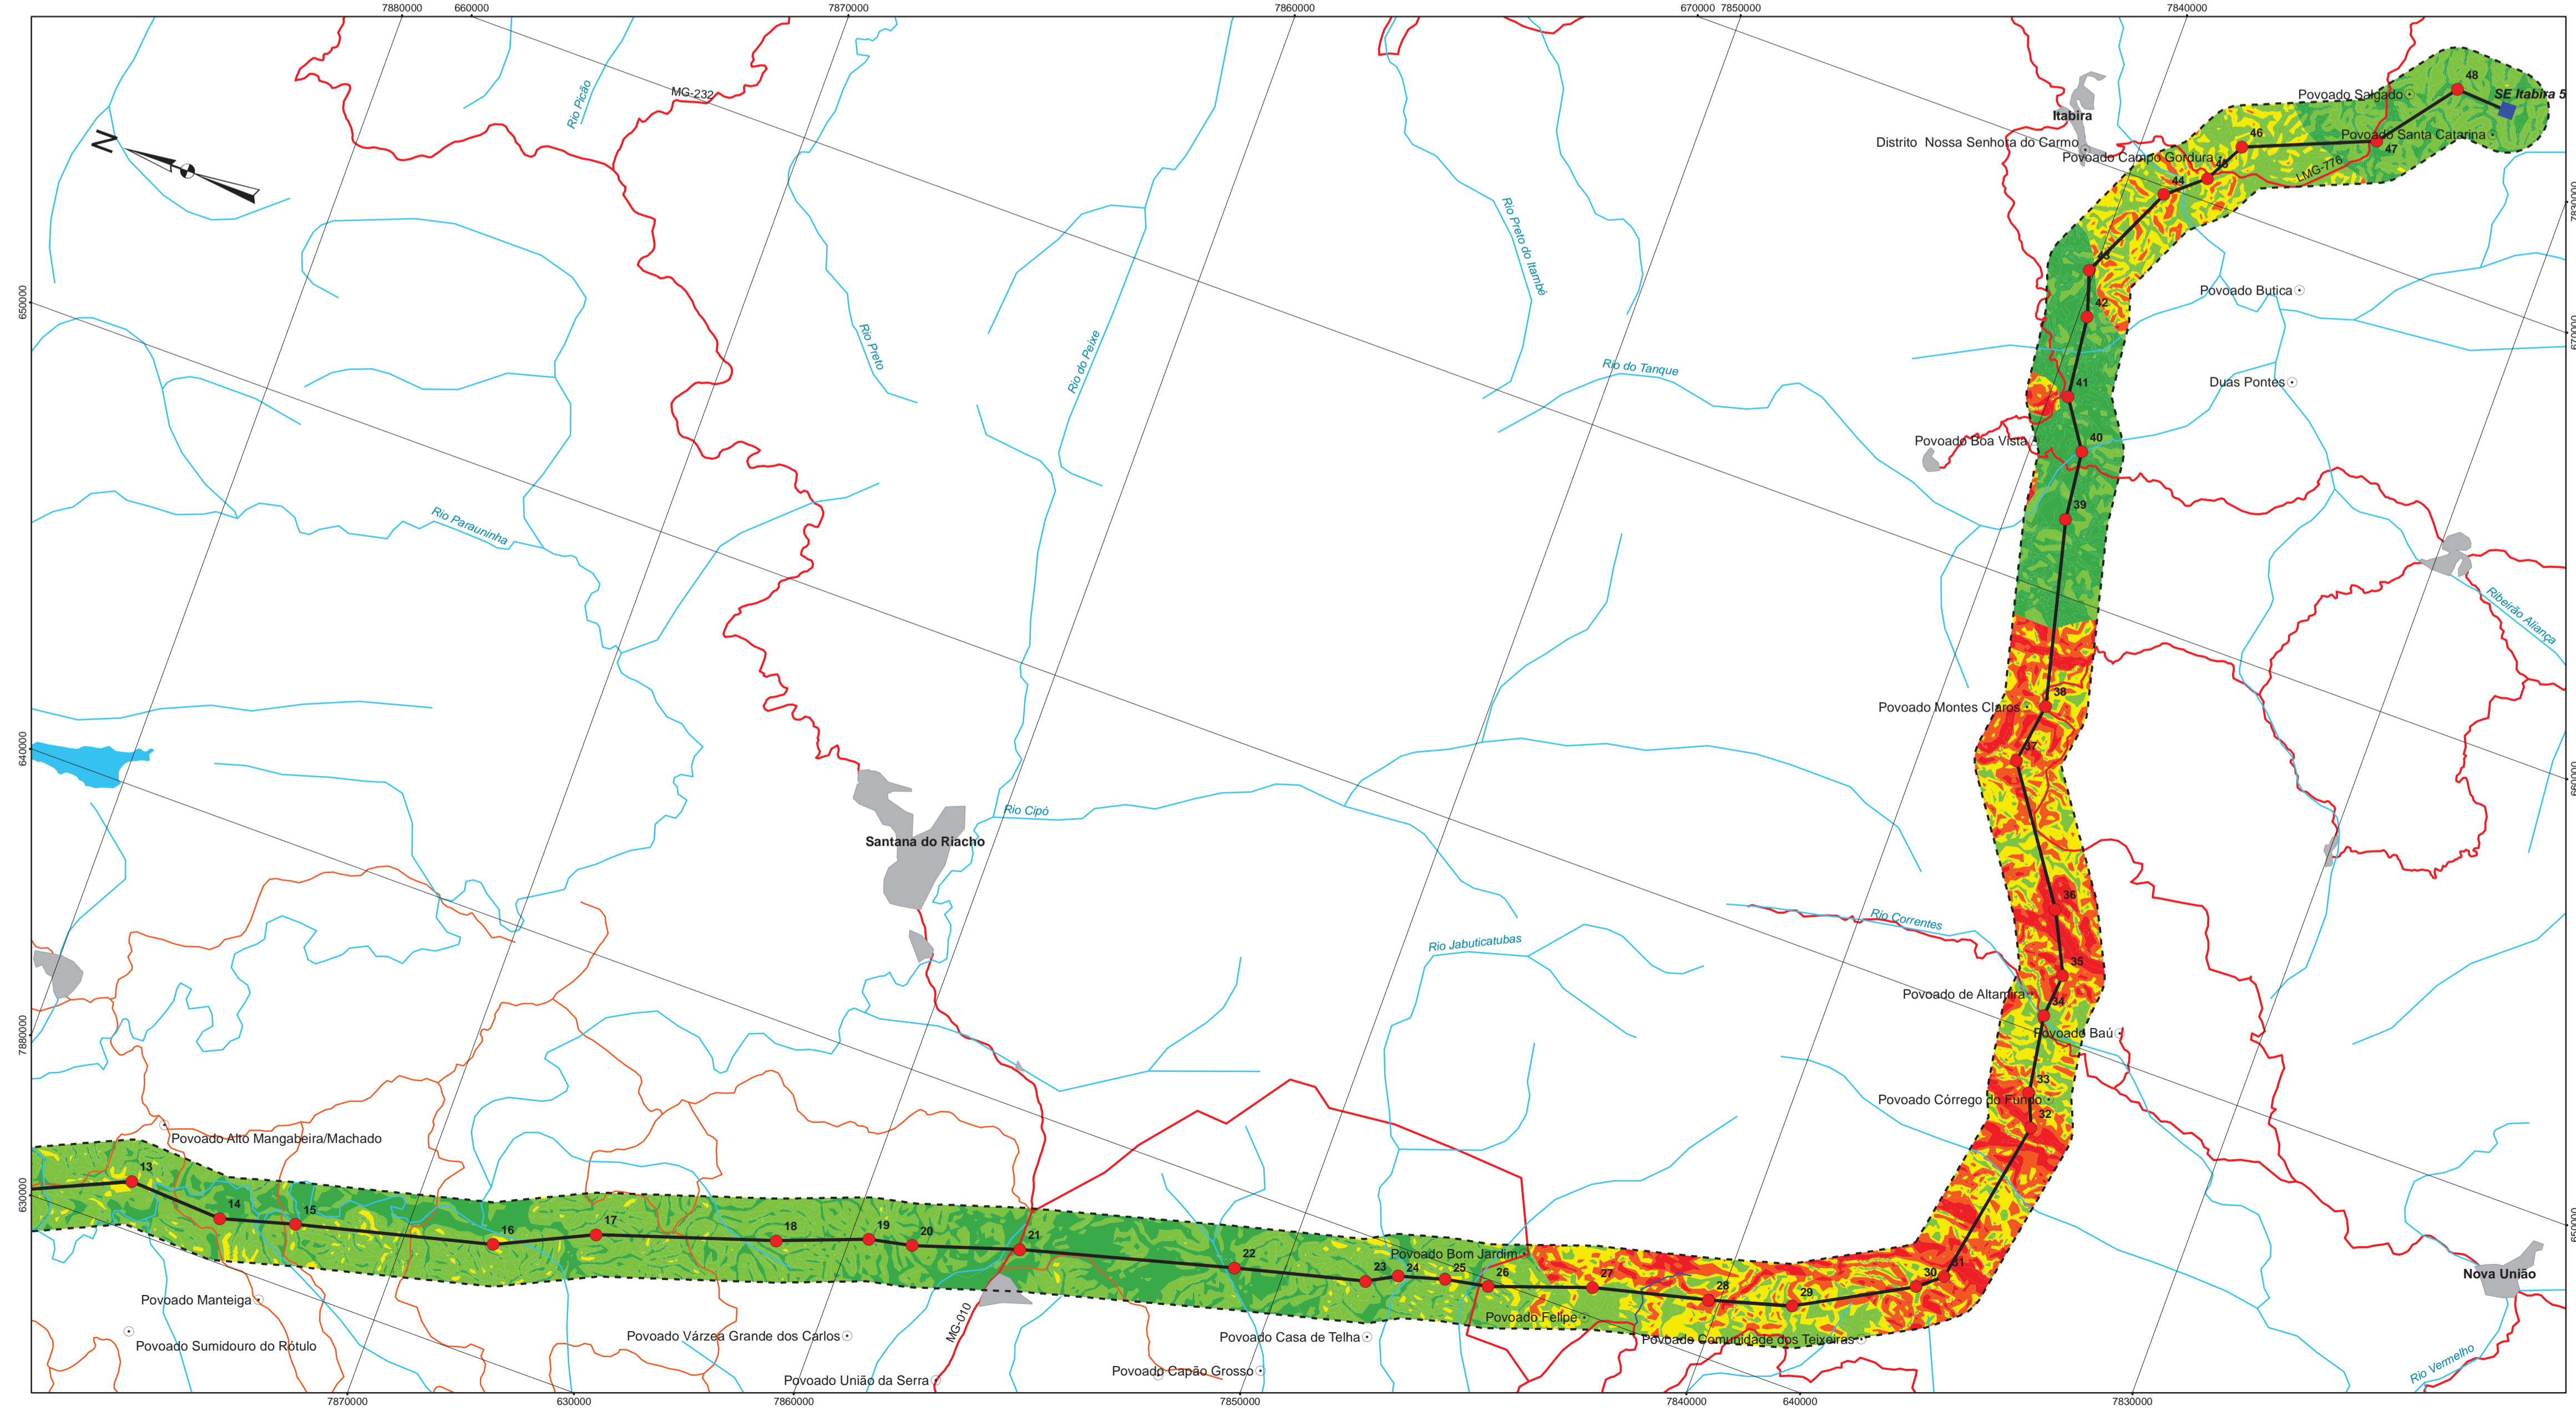 7880000 660000 7870000 7860000 670000 7850000 7840000
48
Povoado Salgado
SE Itabira 5
Rio Picão
MG-232
Itabira
46
Povoado Santa Catarina
N
Distrito Nossa Senhora do Carmo
47
Povoado Campo Gordura
45
LMG-776
44
7830000
Rio Preto do Itambé
43
650000
Povoado Butica
42
670000
Rio Preto
Rio do Peixe
Rio do Tanque
41
Duas Pontes
40
Povoado Boa Vista
39
Rio Parauninha
Ribeirão Aliança
38
Povoado Montes Claros
640000
37
660000
Rio Cipó
Santana do Riacho
36
Rio Correntes
Rio Jabuticatubas
35
Povoado de Altamira
34
Povoado Baú
7880000
33
Povoado Córrego do Fundo
32
Povoado Alto Mangabeira/Machado
13
630000
14
15
16
17
18
19
20
21
22
650000
Povoado Bom Jardim
23
24
25
26
27
28
29
30
31
Nova União
Povoado Manteiga
Povoado Felipe
MG-010
Povoado Várzea Grande dos Carlos
Povoado Casa de Telha
Povoado Comunidade dos Teixeiras
Povoado Sumidouro do Rótulo
Rio Vermelho
Povoado Capão Grosso
Povoado União da Serra
7870000 630000 7860000 7850000 7840000 640000 7830000